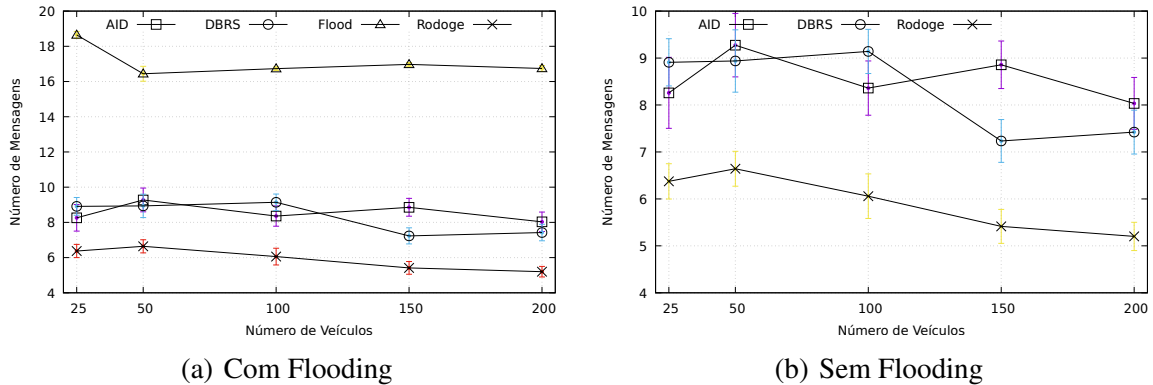 AID DBRS Flood Rodoge
20
18
16
14
12
10
8
6
4
Número de Mensagens
25 50 100 150 200
Número de Veículos
(a) Com Flooding
AID DBRS Rodoge
10
9
8
7
6
5
4
Número de Mensagens
25 50 100 150 200
Número de Veículos
(b) Sem Flooding